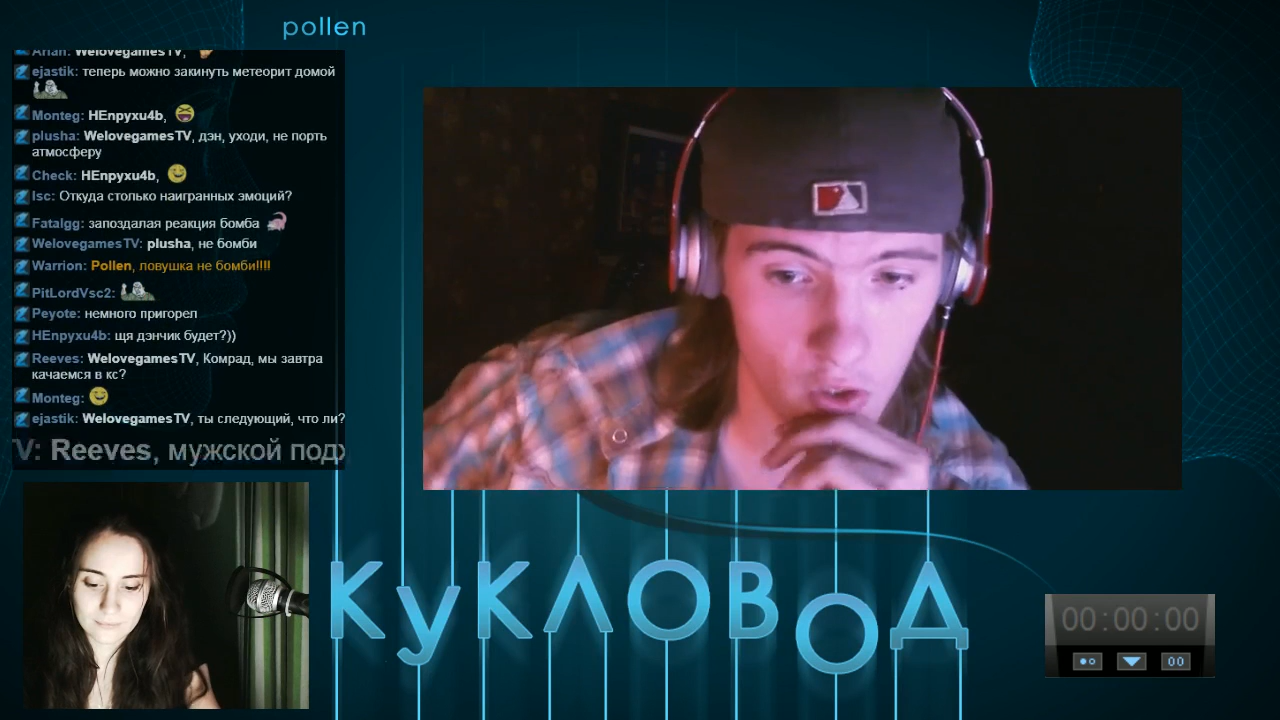 pollen
Arian: WelovegamesTV,
ejastik: теперь можно закинуть метеорит домой
Monteg: HEnpyxu4b,
plusha: WelovegamesTV, дэн, уходи, не порть
атмосферу
Check: HEnpyxu4b,
Isc: Откуда столько наигранных эмоций?
Fatalgg: запоздалая реакция бомба
WelovegamesTV: plusha, не бомби
Warrion: Pollen, ловушка не бомби!!!!
PitLordVsc2:
Peyote: немного пригорел
HEnpyxu4b: щя дэнчик будет?))
Reeves: WelovegamesTV, Комрад, мы завтра
качаемся в кс?
Monteg:
ejastik: WelovegamesTV, ты следующий, что ли?
V: Reeves, мужской
КУКЛОВОД
00:00:00
00